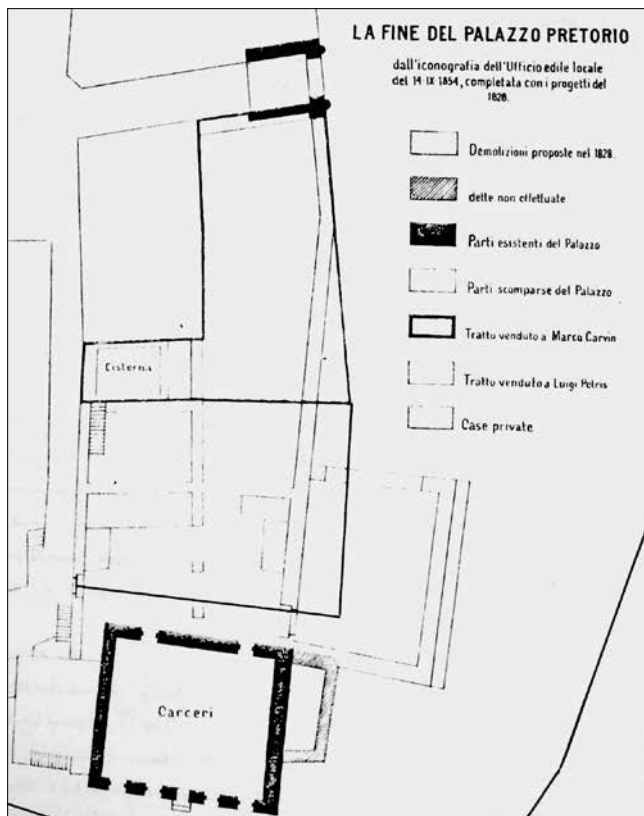 LA FINE DEL PALAZZO PRETORIO
dall'iconografia dell'Ufficio edile locale
del 14·IX 1854, completata con i progetti del
1828.
Demolizioni proposte nel 1828.
dette non effettuate
Parti esistenti del Palazzo
Parti scomparse del Palazzo
Tratto venduto a Marco Carvin
Tratto venduto a Luigi Petris
Case private
Cisterna
Carceri